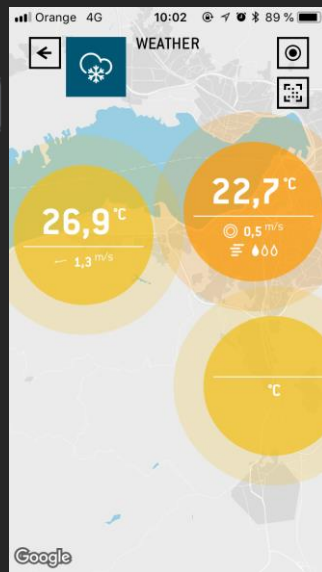 Orange 4G 10:02 89 %
WEATHER
22,7 °C
0,5 m/s
26,9 °C
1,3 m/s
°C
Google